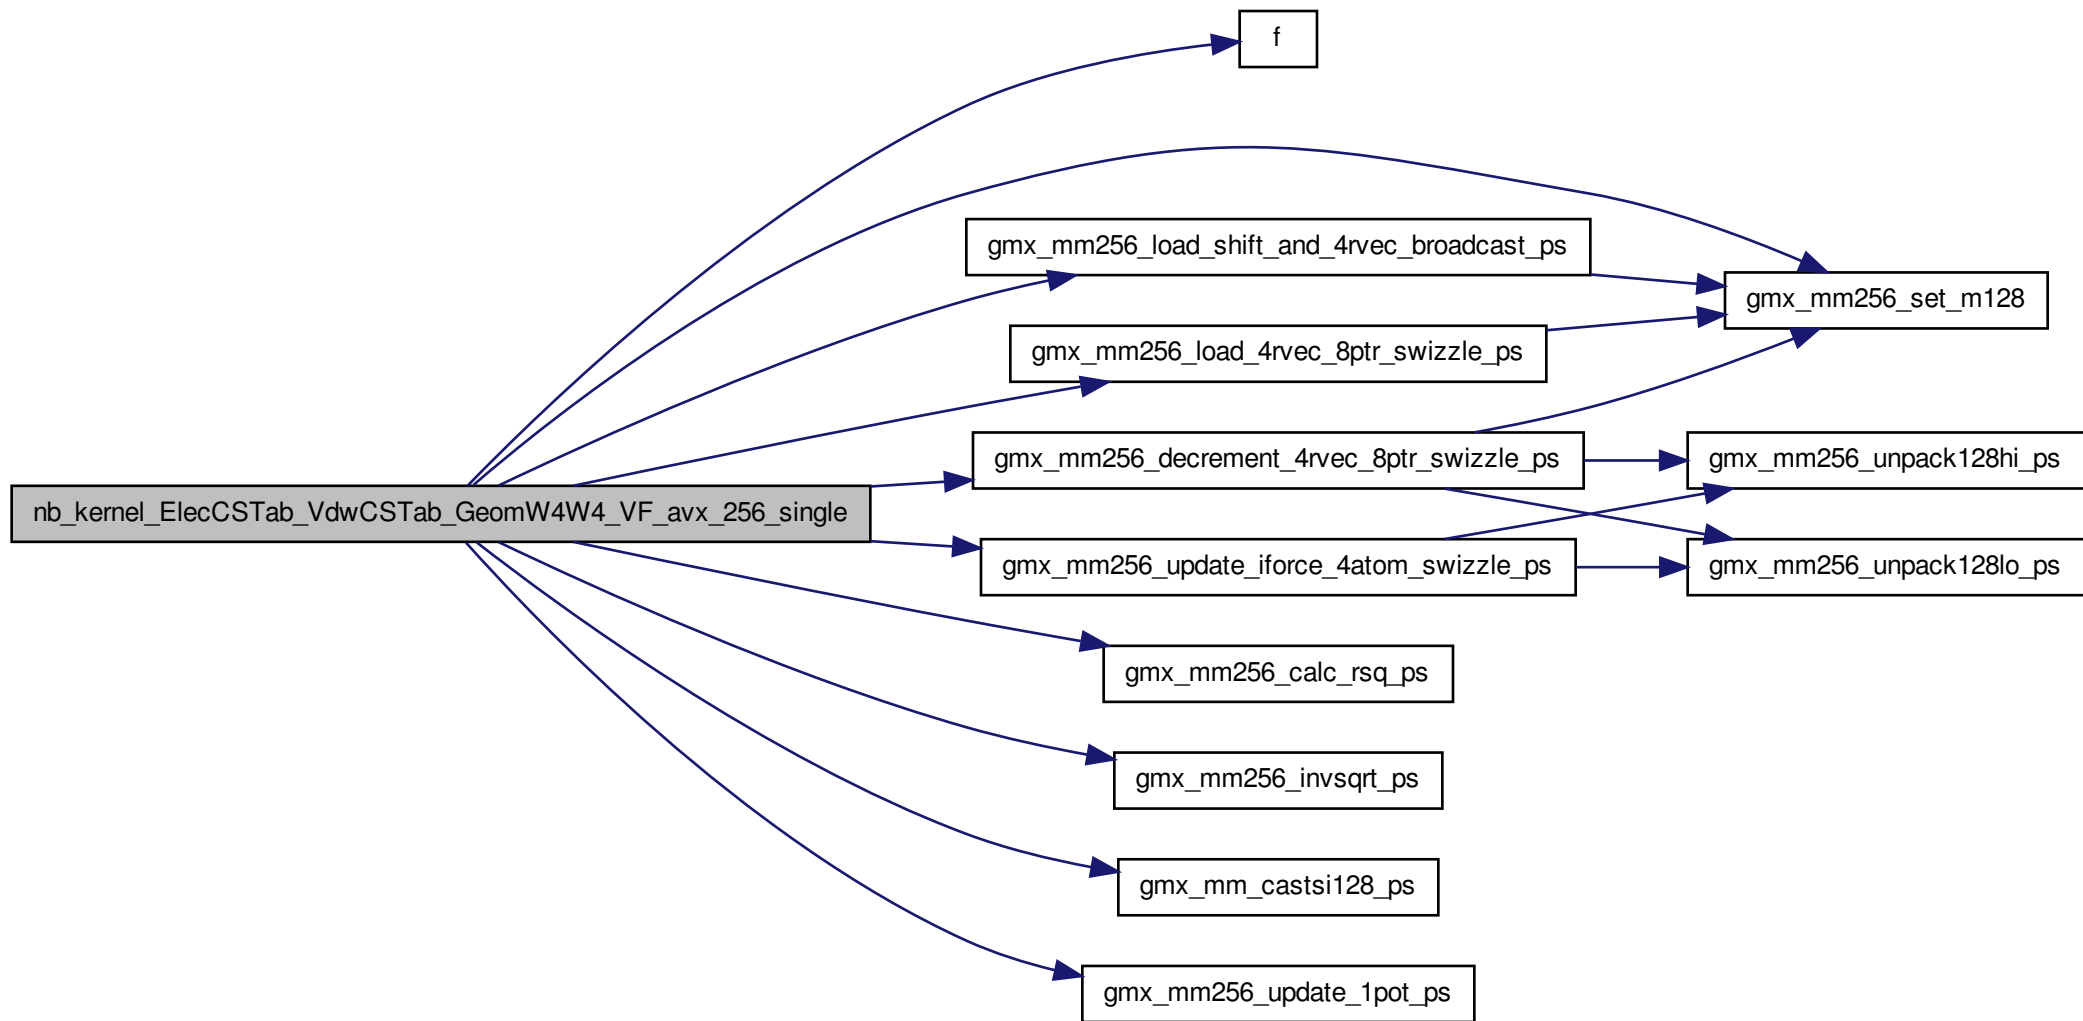 f
gmx_mm256_load_shift_and_4rvec_broadcast_ps
gmx_mm256_set_m128
gmx_mm256_load_4rvec_8ptr_swizzle_ps
gmx_mm256_decrement_4rvec_8ptr_swizzle_ps
gmx_mm256_unpack128hi_ps
nb_kernel_ElecCSTab_VdwCSTab_GeomW4W4_VF_avx_256_single
gmx_mm256_update_iforce_4atom_swizzle_ps
gmx_mm256_unpack128lo_ps
gmx_mm256_calc_rsq_ps
gmx_mm256_invsqrt_ps
gmx_mm_castsi128_ps
gmx_mm256_update_1pot_ps